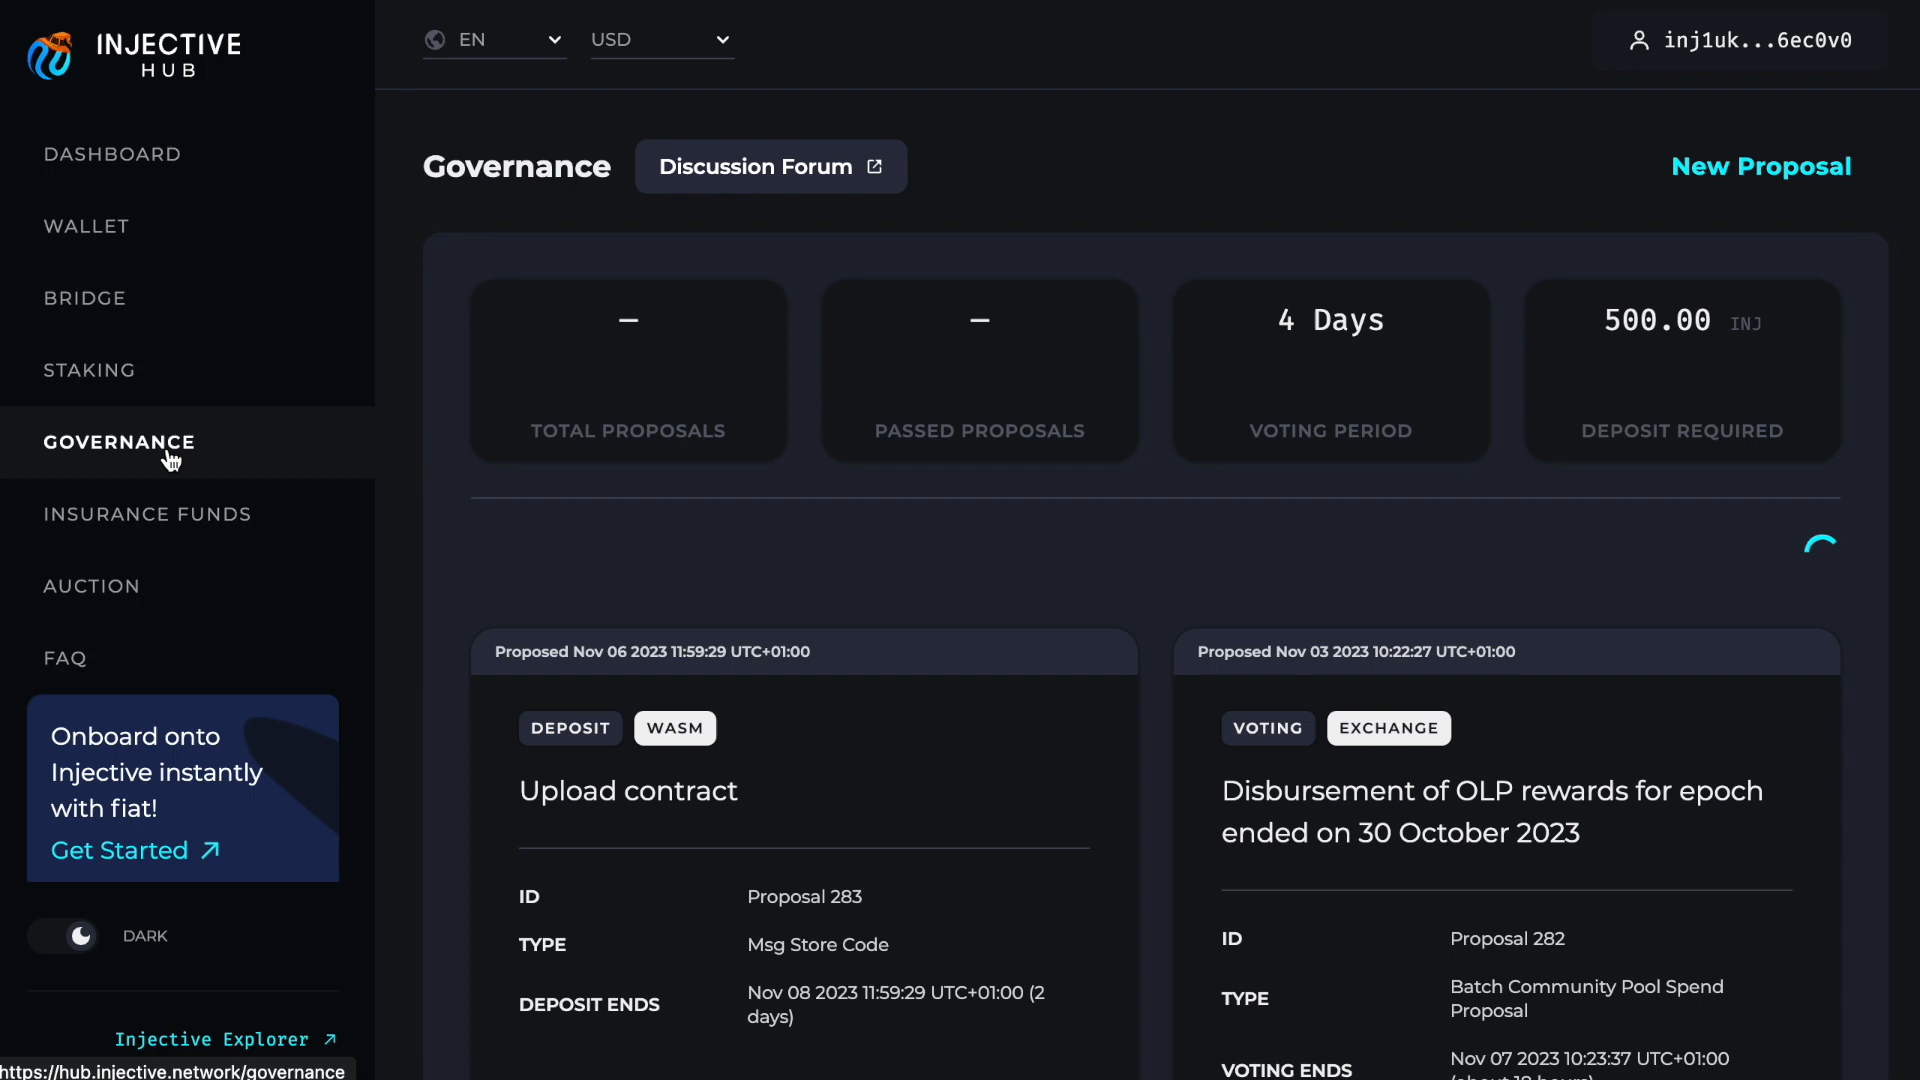 INJECTIVE
HUB
EN
USD
inj1uk...6ec0v0
DASHBOARD
WALLET
BRIDGE
STAKING
GOVERNANCE
INSURANCE FUNDS
AUCTION
FAQ
Onboard onto
Injective instantly
with fiat!
Get Started
DARK
Injective Explorer
https://hub.injective.network/governance
Governance
Discussion Forum
New Proposal
–
TOTAL PROPOSALS
–
PASSED PROPOSALS
4 Days
VOTING PERIOD
500.00 INJ
DEPOSIT REQUIRED
Proposed Nov 06 2023 11:59:29 UTC+01:00
DEPOSIT
WASM
Upload contract
ID
Proposal 283
TYPE
Msg Store Code
DEPOSIT ENDS
Nov 08 2023 11:59:29 UTC+01:00 (2
days)
Proposed Nov 03 2023 10:22:27 UTC+01:00
VOTING
EXCHANGE
Disbursement of OLP rewards for epoch
ended on 30 October 2023
ID
Proposal 282
TYPE
Batch Community Pool Spend
Proposal
VOTING ENDS
Nov 07 2023 10:23:37 UTC+01:00